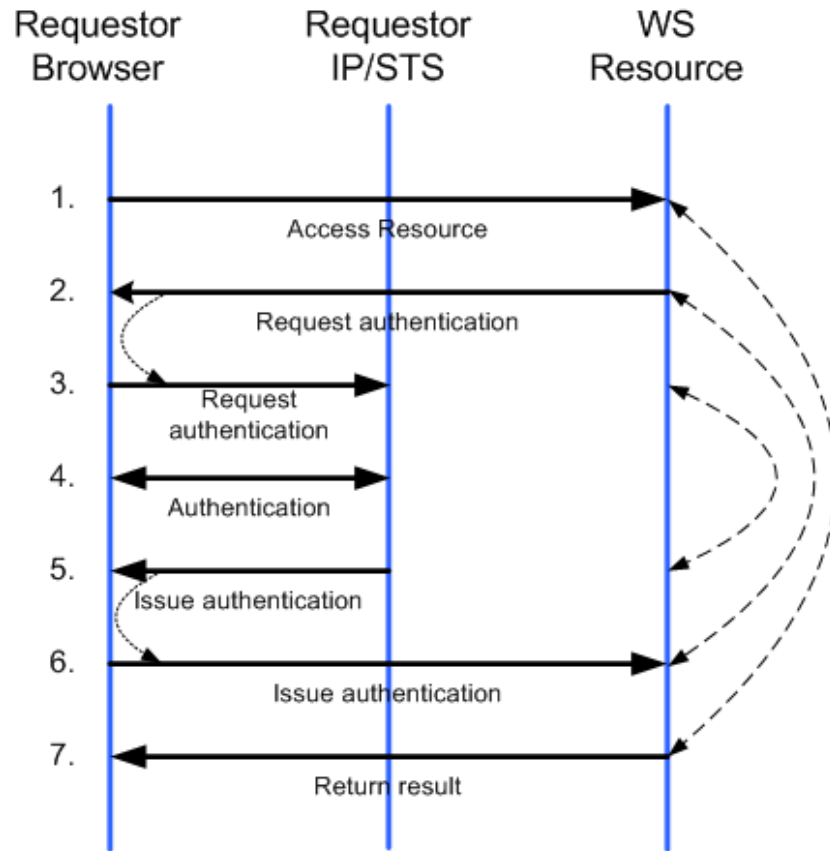 Requestor
Browser
Requestor
IP/STS
WS
Resource
1.
Access Resource
2.
Request authentication
3.
Request
authentication
4.
Authentication
5.
Issue authentication
6.
Issue authentication
7.
Return result